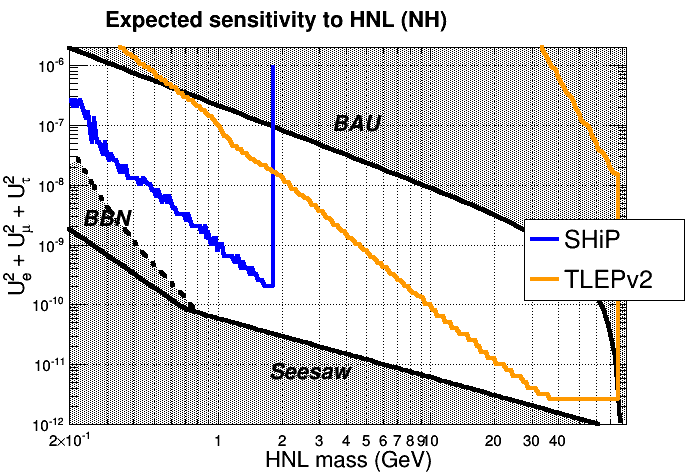 Expected sensitivity to HNL (NH)
U²ₑ + U²_μ + U²_τ
10⁻⁶
10⁻⁷
10⁻⁸
10⁻⁹
10⁻¹⁰
10⁻¹¹
10⁻¹²
BAU
BBN
Seesaw
SHiP
TLEPv2
2×10⁻¹ 1 2 3 4 5 6 7 8 9 10 20 30 40
HNL mass (GeV)